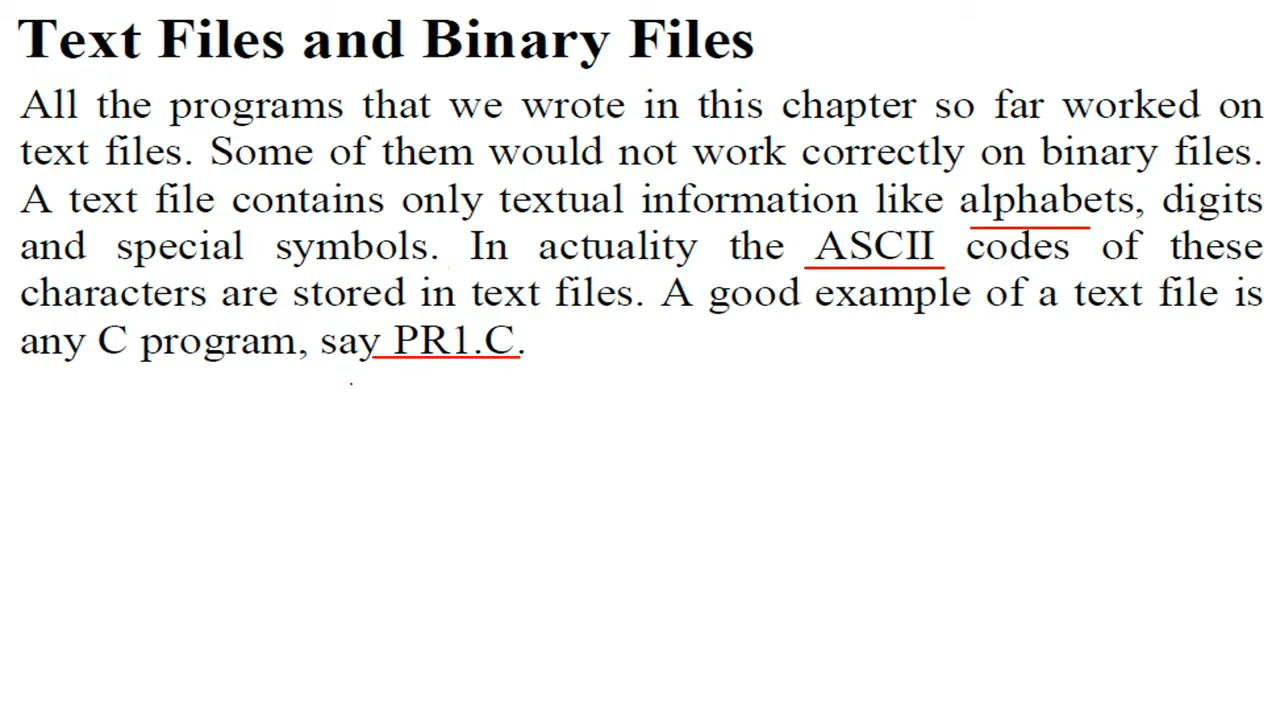 Text Files and Binary Files
All the programs that we wrote in this chapter so far worked on
text files. Some of them would not work correctly on binary files.
A text file contains only textual information like alphabets, digits
and special symbols. In actuality the ASCII codes of these
characters are stored in text files. A good example of a text file is
any C program, say PR1.C.